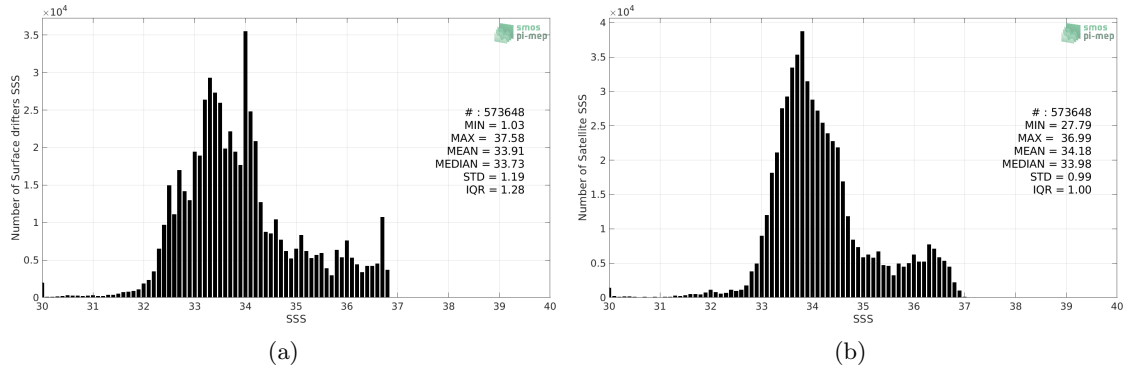 ×10⁴
smos
pi-mep
3.5
3
2.5
2
1.5
1
0.5
0
Number of Surface drifters SSS
# : 573648
MIN = 1.03
MAX = 37.58
MEAN = 33.91
MEDIAN = 33.73
STD = 1.19
IQR = 1.28
30 31 32 33 34 35 36 37 38 39 40
SSS
(a)
×10⁴
smos
pi-mep
4
3.5
3
2.5
2
1.5
1
0.5
0
Number of Satellite SSS
# : 573648
MIN = 27.79
MAX = 36.99
MEAN = 34.18
MEDIAN = 33.98
STD = 0.99
IQR = 1.00
30 31 32 33 34 35 36 37 38 39 40
SSS
(b)